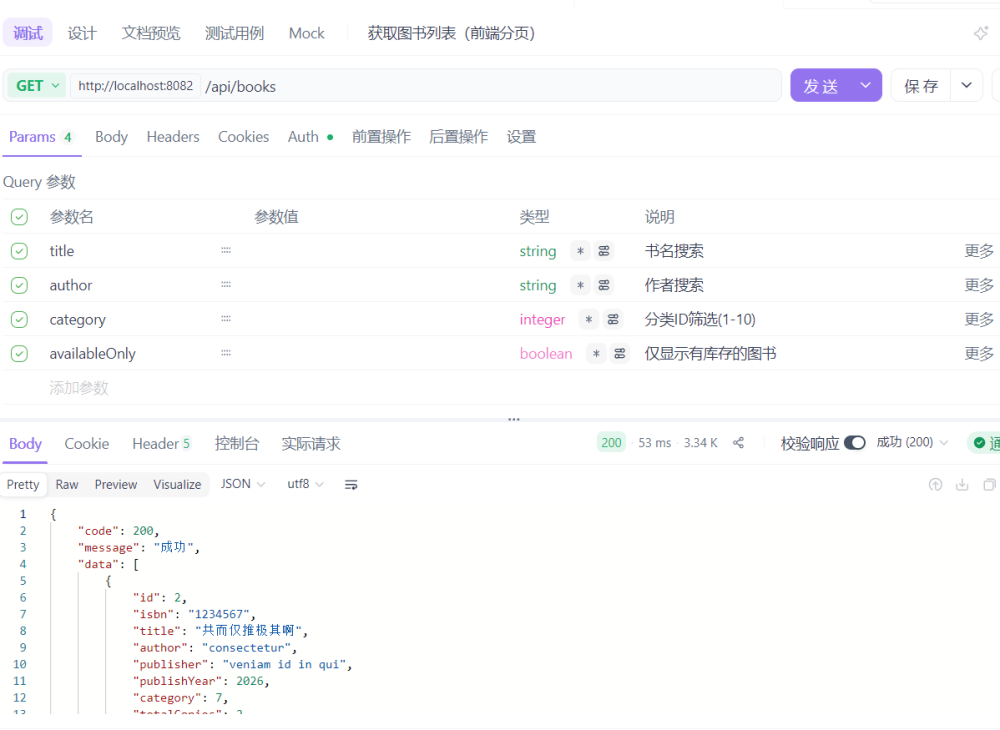 调试 设计 文档预览 测试用例 Mock 获取图书列表（前端分页）
GET http://localhost:8082 /api/books 发送 保存
Params 4 Body Headers Cookies Auth 前置操作 后置操作 设置
Query 参数
参数名 参数值 类型 说明
title string * 书名搜索 更多
author string * 作者搜索 更多
category integer * 分类ID筛选(1-10) 更多
availableOnly boolean * 仅显示有库存的图书 更多
添加参数
Body Cookie Header 5 控制台 实际请求 200 53 ms 3.34 K 校验响应 成功 (200) 通
Pretty Raw Preview Visualize JSON utf8
1 {
2 "code": 200,
3 "message": "成功",
4 "data": [
5 {
6 "id": 2,
7 "isbn": "1234567",
8 "title": "共而仅推极其啊",
9 "author": "consectetur",
10 "publisher": "veniam id in qui",
11 "publishYear": 2026,
12 "category": 7,
13 "totalCopies": 2